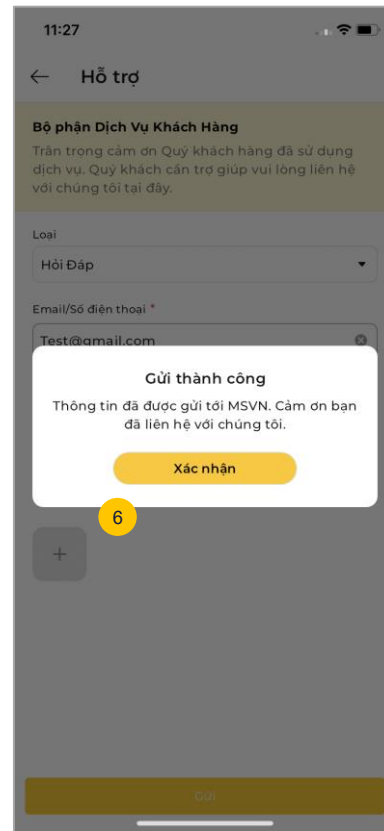 11:27
Hỗ trợ
Bộ phận Dịch Vụ Khách Hàng
Trân trọng cảm ơn Quý khách hàng đã sử dụng
dịch vụ. Quý khách cần trợ giúp vui lòng liên hệ
với chúng tôi tại đây.
Loại
Hỏi Đáp
Email/Số điện thoại *
Test@gmail.com
Gửi thành công
Thông tin đã được gửi tới MSVN. Cảm ơn bạn
đã liên hệ với chúng tôi.
Xác nhận
6
+
Gửi